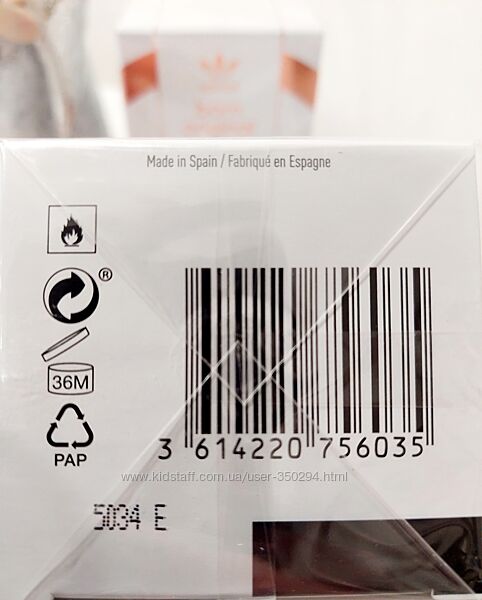 Made in Spain / Fabriqué en Espagne
®
36M
PAP
3 614220 756035
www.kidstaff.com.ua/user-350294.html
5034 E